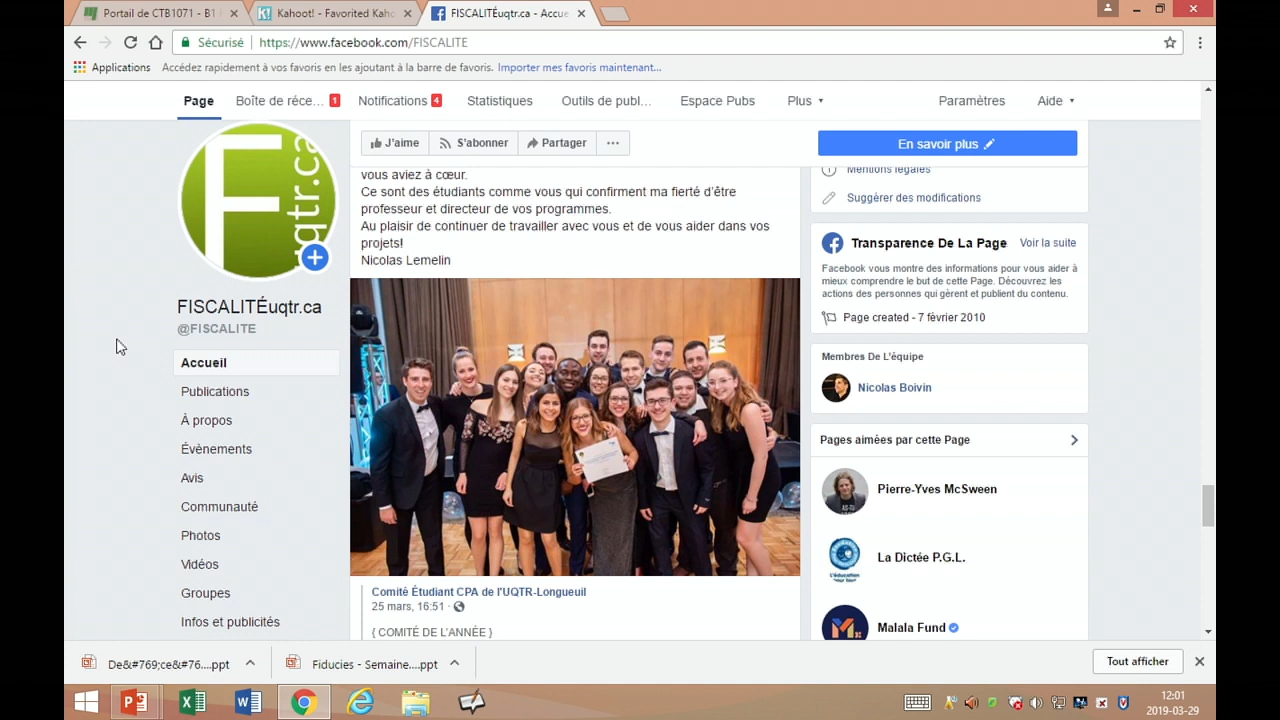 Portail de CTB1071 - B1
Kahoot! - Favorited Kah
FISCALITÉuqtr.ca - Accue
Sécurisé
https://www.facebook.com/FISCALITE
Applications
Accédez rapidement à vos favoris en les ajoutant à la barre de favoris. Importer mes favoris maintenant...
Page
Boîte de réce... 1
Notifications 4
Statistiques
Outils de publ...
Espace Pubs
Plus
Paramètres
Aide
J'aime
S'abonner
Partager
En savoir plus
F
uqtr.ca
FISCALITÉuqtr.ca
@FISCALITE
Accueil
Publications
À propos
Évènements
Avis
Communauté
Photos
Vidéos
Groupes
Infos et publicités
vous aviez à cœur.
Ce sont des étudiants comme vous qui confirment ma fierté d'être
professeur et directeur de vos programmes.
Au plaisir de continuer de travailler avec vous et de vous aider dans vos
projets!
Nicolas Lemelin
Comité Étudiant CPA de l'UQTR-Longueuil
25 mars, 16:51 ·
{ COMITÉ DE L'ANNÉE }
Mentions légales
Suggérer des modifications
Transparence De La Page
Voir la suite
Facebook vous montre des informations pour vous aider à
mieux comprendre le but de cette Page. Découvrez les
actions des personnes qui gèrent et publient du contenu.
Page created - 7 février 2010
Membres De L'équipe
Nicolas Boivin
Pages aimées par cette Page
Pierre-Yves McSween
La Dictée P.G.L.
Malala Fund
De&#769;ce&#76....ppt
Fiducies - Semaine....ppt
Tout afficher
12:01
2019-03-29